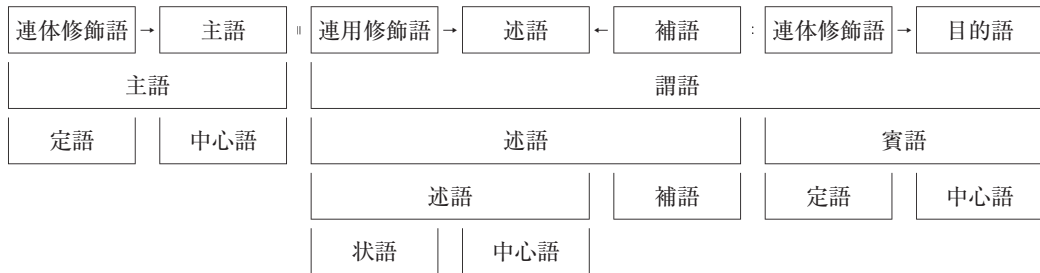 連体修飾語 → 主語 || 連用修飾語 → 述語 ← 補語 : 連体修飾語 → 目的語
主語 謂語
定語 中心語 述語 賓語
述語 補語 定語 中心語
状語 中心語